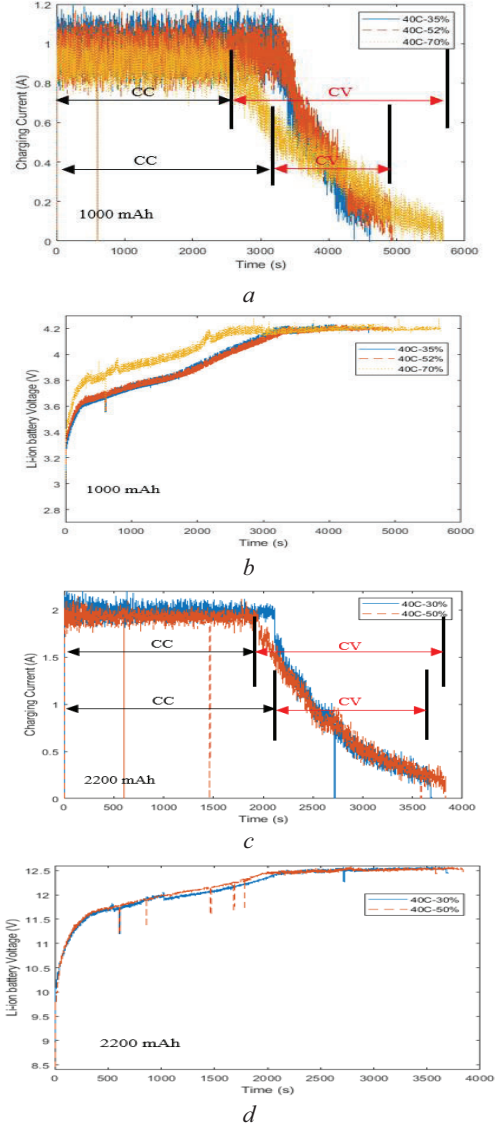 1.2
1
0.8
0.6
0.4
0.2
0
Charging Current (A)
40C-35%
40C-52%
40C-70%
CC
CV
CC
CV
1000 mAh
0 1000 2000 3000 4000 5000 6000
Time (s)
a
4.2
4
3.8
3.6
3.4
3.2
3
2.8
Li-ion battery Voltage (V)
40C-35%
40C-52%
40C-70%
1000 mAh
0 1000 2000 3000 4000 5000 6000
Time (s)
b
2
1.5
1
0.5
0
Charging Current (A)
40C-30%
40C-50%
CC
CV
CC
CV
2200 mAh
0 500 1000 1500 2000 2500 3000 3500 4000
Time (s)
c
12.5
12
11.5
11
10.5
10
9.5
9
8.5
Li-ion battery Voltage (V)
40C-30%
40C-50%
2200 mAh
0 500 1000 1500 2000 2500 3000 3500 4000
Time (s)
d